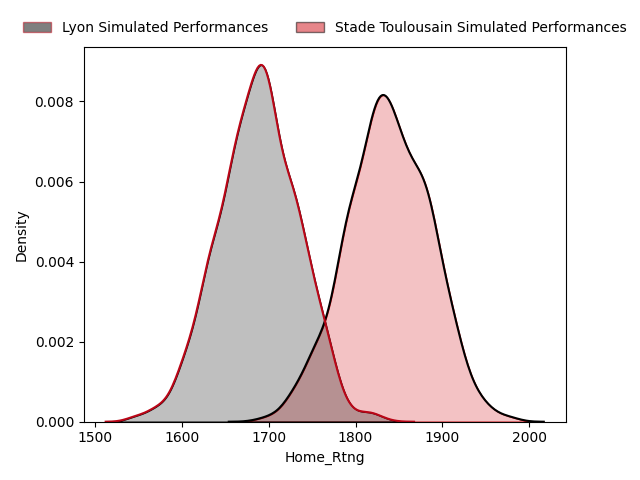 Lyon Simulated Performances
Stade Toulousain Simulated Performances
Density
0.008
0.006
0.004
0.002
0.000
1500 1600 1700 1800 1900 2000
Home_Rtng